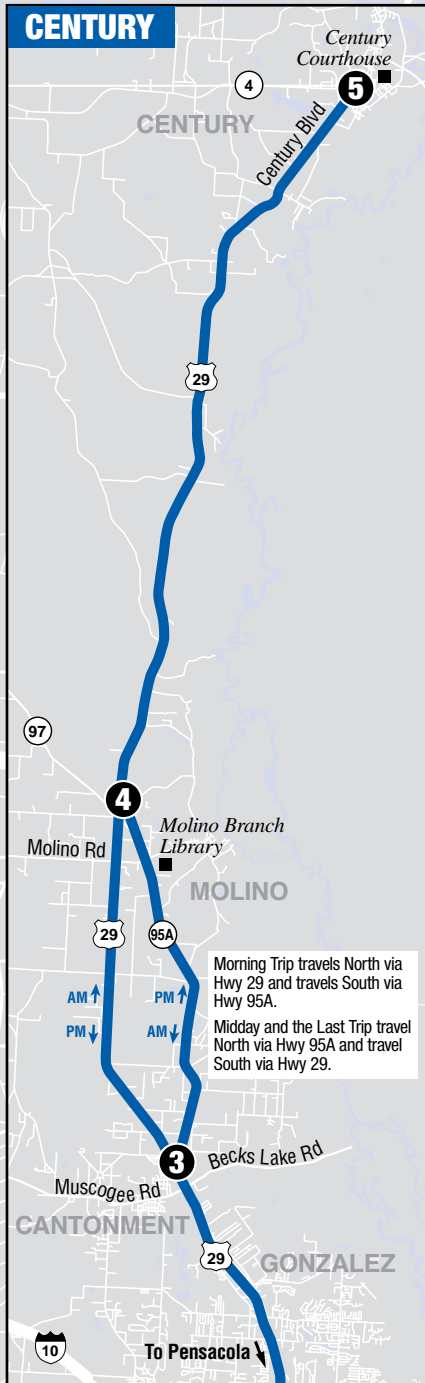 CENTURY
Century
Courthouse
5
4
CENTURY
Century Blvd
29
97
4
Molino Branch
Library
Molino Rd
MOLINO
29
95A
Morning Trip travels North via
Hwy 29 and travels South via
Hwy 95A.
Midday and the Last Trip travel
North via Hwy 95A and travel
South via Hwy 29.
AM
PM
PM
AM
3
Becks Lake Rd
Muscogee Rd
CANTONMENT
29
GONZALEZ
10
To Pensacola